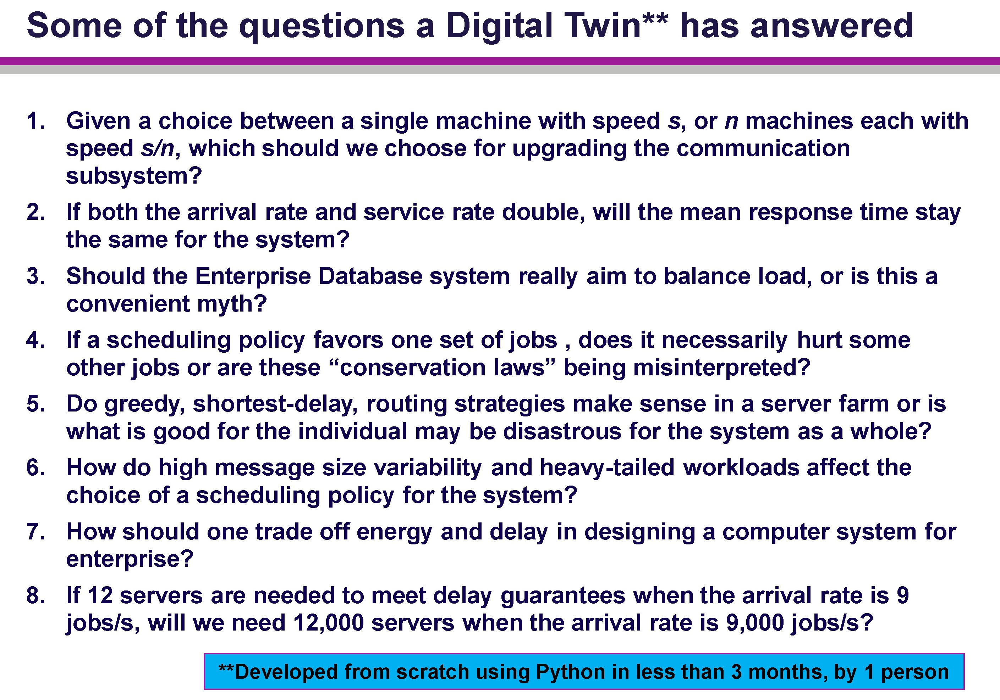 Some of the questions a Digital Twin** has answered
1. Given a choice between a single machine with speed s, or n machines each with
speed s/n, which should we choose for upgrading the communication
subsystem?
2. If both the arrival rate and service rate double, will the mean response time stay
the same for the system?
3. Should the Enterprise Database system really aim to balance load, or is this a
convenient myth?
4. If a scheduling policy favors one set of jobs , does it necessarily hurt some
other jobs or are these “conservation laws” being misinterpreted?
5. Do greedy, shortest-delay, routing strategies make sense in a server farm or is
what is good for the individual may be disastrous for the system as a whole?
6. How do high message size variability and heavy-tailed workloads affect the
choice of a scheduling policy for the system?
7. How should one trade off energy and delay in designing a computer system for
enterprise?
8. If 12 servers are needed to meet delay guarantees when the arrival rate is 9
jobs/s, will we need 12,000 servers when the arrival rate is 9,000 jobs/s?
**Developed from scratch using Python in less than 3 months, by 1 person